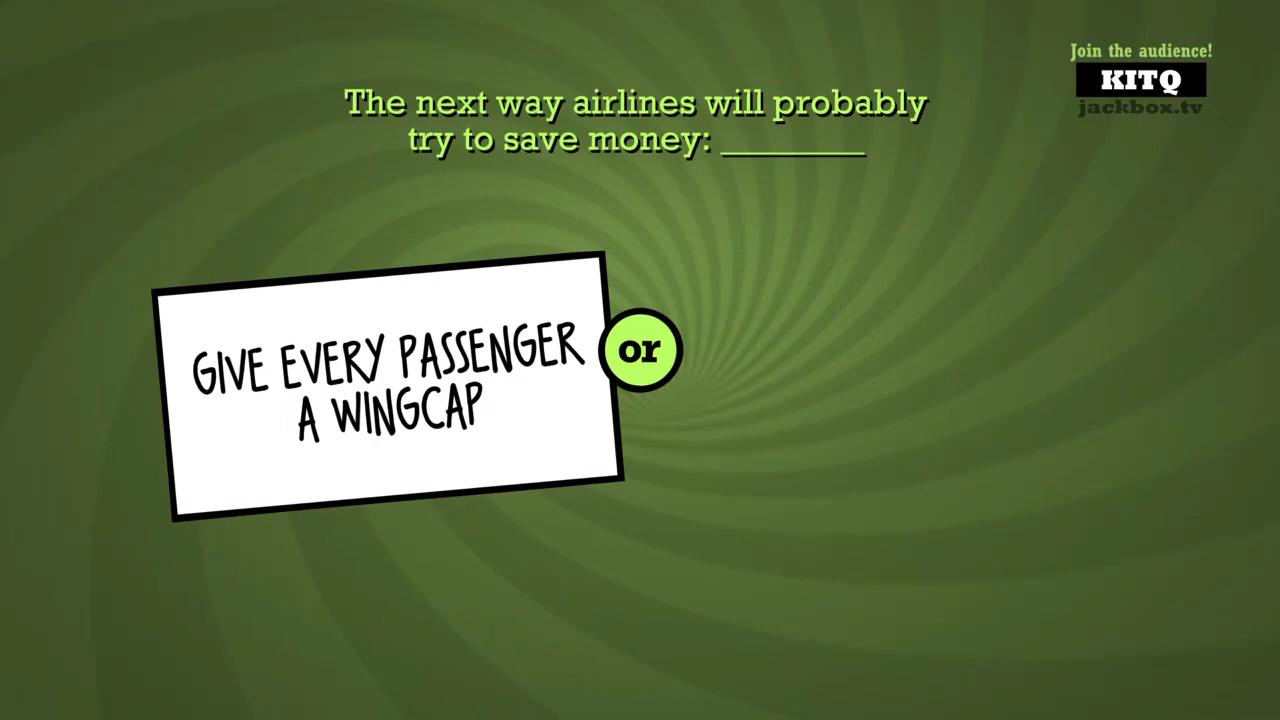 Join the audience!
KITQ
jackbox.tv
The next way airlines will probably
try to save money: ________
GIVE EVERY PASSENGER
A WINGCAP
or